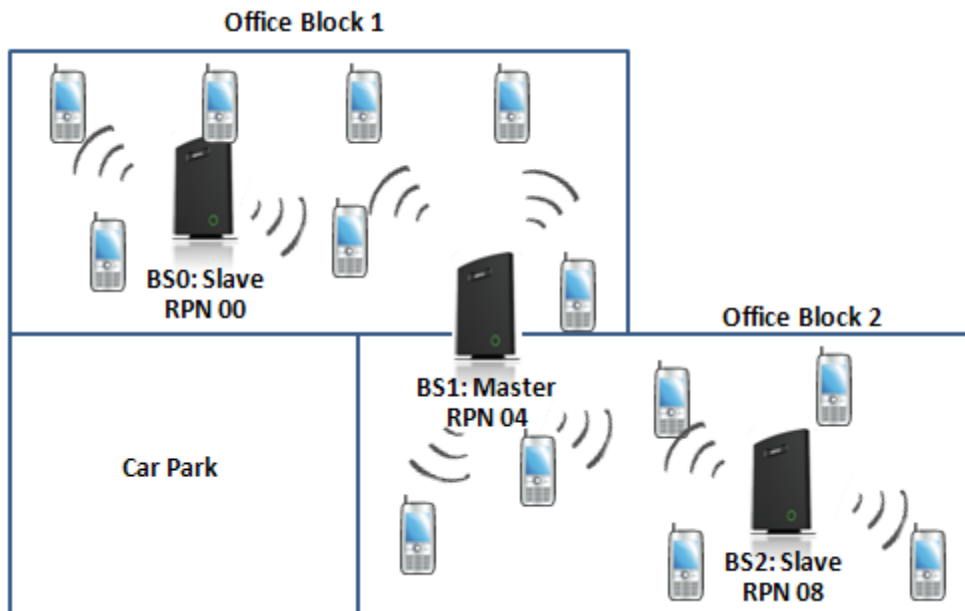 Office Block 1
BS0: Slave
RPN 00
Office Block 2
BS1: Master
RPN 04
Car Park
BS2: Slave
RPN 08